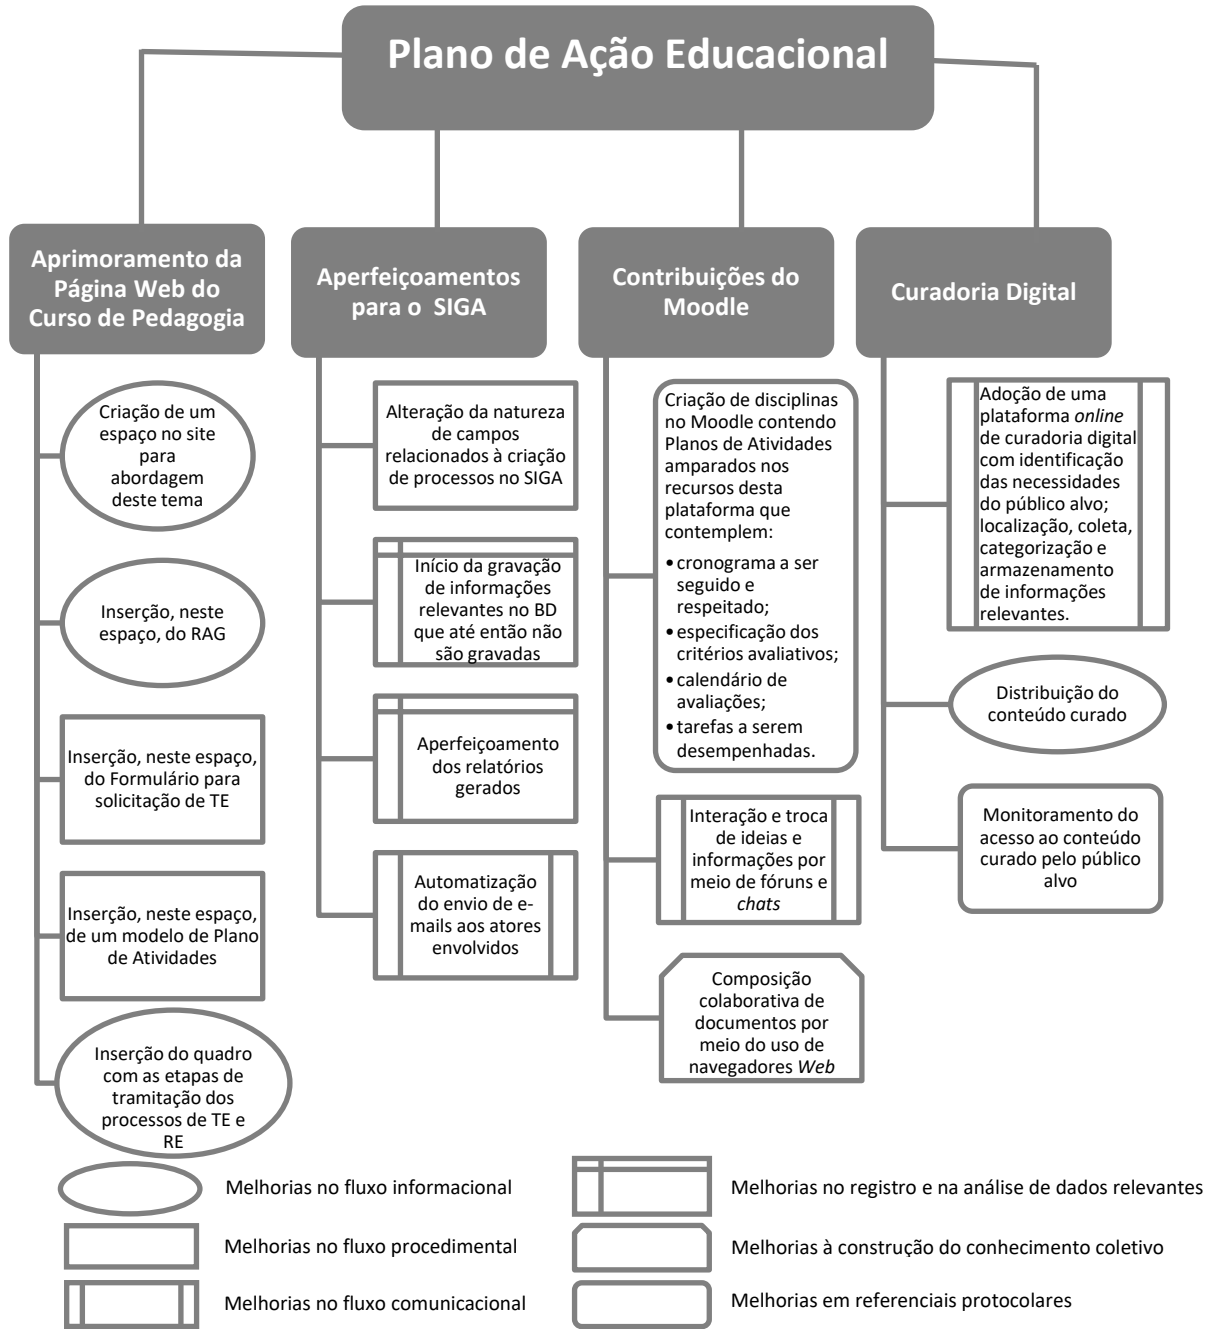 Plano de Ação Educacional
Aprimoramento da
Página Web do
Curso de Pedagogia
Criação de um
espaço no site
para
abordagem
deste tema
Inserção, neste
espaço, do RAG
Inserção, neste espaço,
do Formulário para
solicitação de TE
Inserção, neste espaço,
de um modelo de Plano
de Atividades
Inserção do quadro
com as etapas de
tramitação dos
processos de TE e
RE
Aperfeiçoamentos
para o SIGA
Alteração da natureza
de campos
relacionados à criação
de processos no SIGA
Início da gravação
de informações
relevantes no BD
que até então não
são gravadas
Aperfeiçoamento
dos relatórios
gerados
Automatização
do envio de e-
mails aos atores
envolvidos
Contribuições do
Moodle
Criação de disciplinas
no Moodle contendo
Planos de Atividades
amparados nos
recursos desta
plataforma que
contemplem:
• cronograma a ser
seguido e
respeitado;
• especificação dos
critérios avaliativos;
• calendário de
avaliações;
• tarefas a serem
desempenhadas.
Interação e troca
de ideias e
informações por
meio de fóruns e
chats
Composição
colaborativa de
documentos por
meio do uso de
navegadores Web
Curadoria Digital
Adoção de uma
plataforma online
de curadoria digital
com identificação
das necessidades
do público alvo;
localização, coleta,
categorização e
armazenamento
de informações
relevantes.
Distribuição do
conteúdo curado
Monitoramento do
acesso ao conteúdo
curado pelo público
alvo
Melhorias no fluxo informacional
Melhorias no fluxo procedimental
Melhorias no fluxo comunicacional
Melhorias no registro e na análise de dados relevantes
Melhorias à construção do conhecimento coletivo
Melhorias em referenciais protocolares